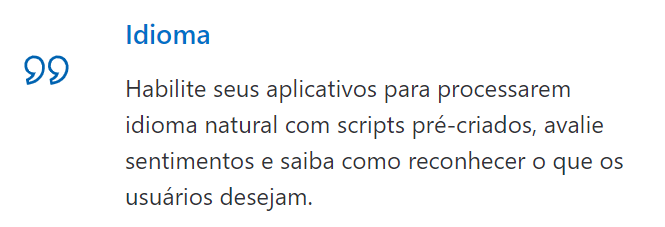 Idioma
Habilite seus aplicativos para processarem
idioma natural com scripts pré-criados, avalie
sentimentos e saiba como reconhecer o que os
usuários desejam.